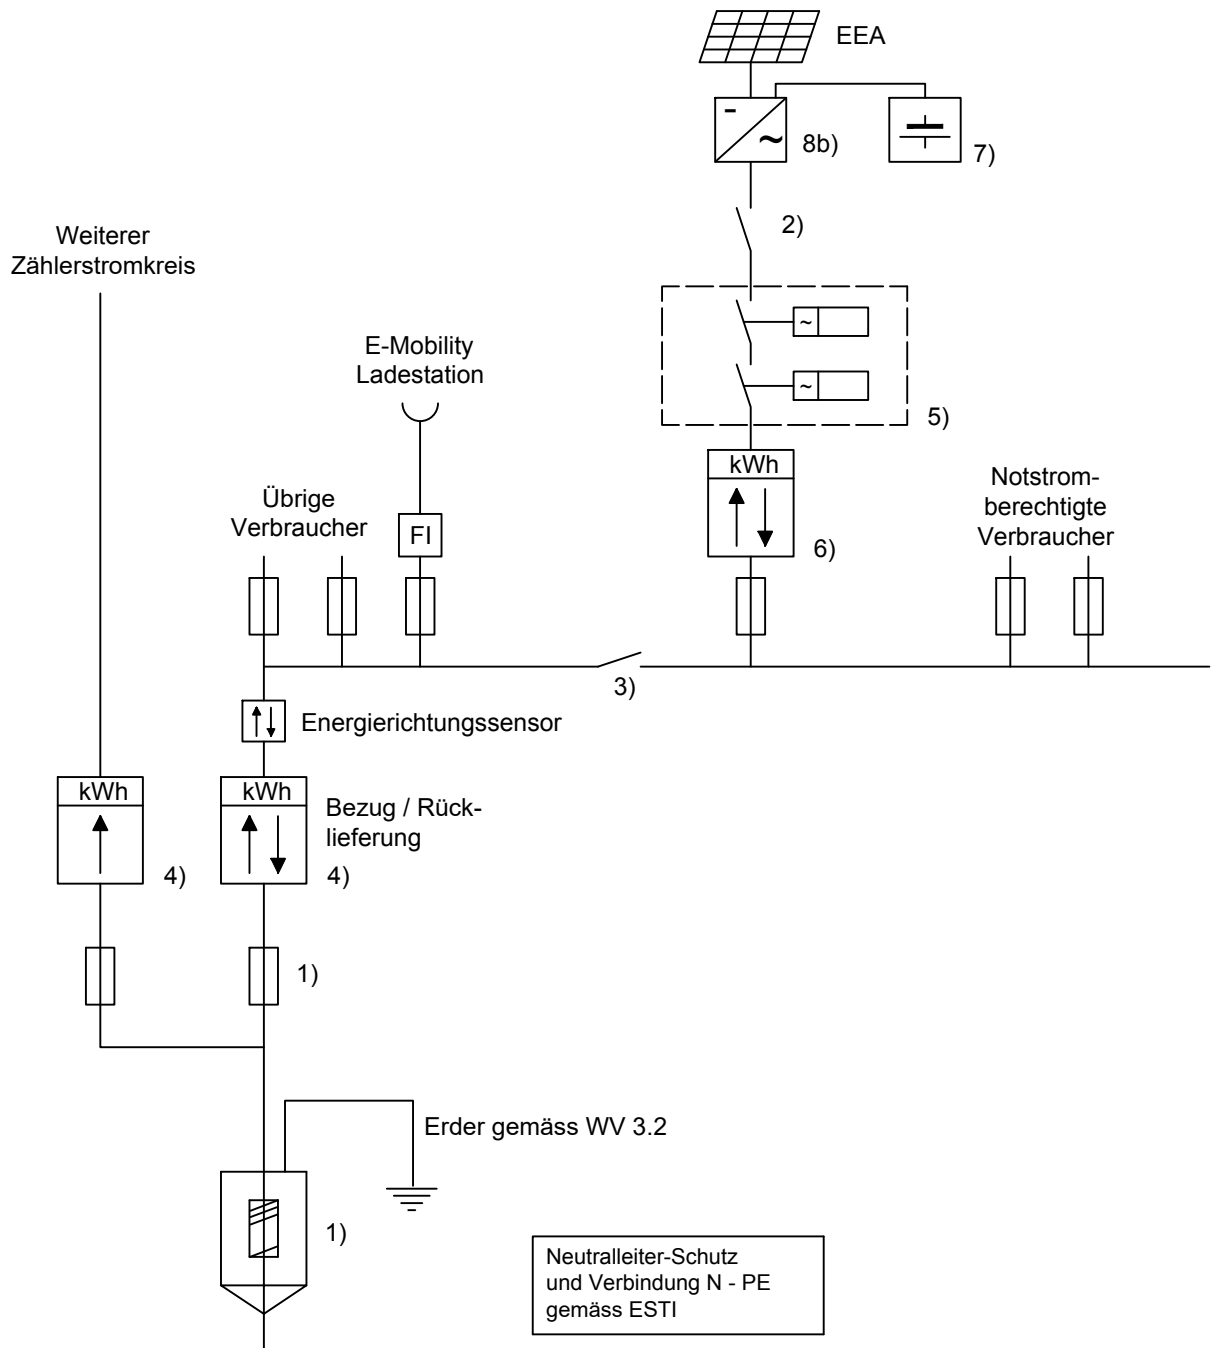 EEA
-
~
8b)
7)
2)
Weiterer
Zählerstromkreis
~
E-Mobility
Ladestation
~
5)
kWh
6)
Notstrom-
berechtigte
Verbraucher
Übrige
Verbraucher
FI
3)
Energierichtungssensor
kWh
kWh
Bezug / Rück-
lieferung
4)
4)
1)
Erder gemäss WV 3.2
1)
Neutralleiter-Schutz
und Verbindung N - PE
gemäss ESTI